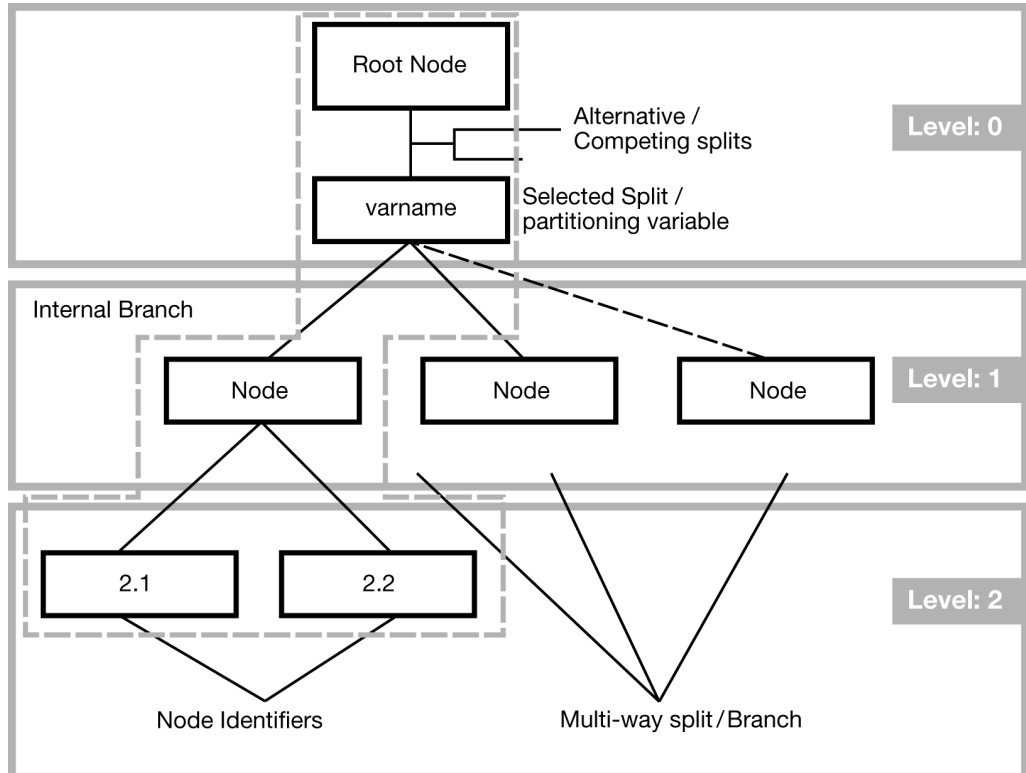 Root Node
Alternative /
Competing splits
Level: 0
varname
Selected Split /
partitioning variable
Internal Branch
Node
Node
Node
Level: 1
2.1
2.2
Level: 2
Node Identifiers
Multi-way split/Branch